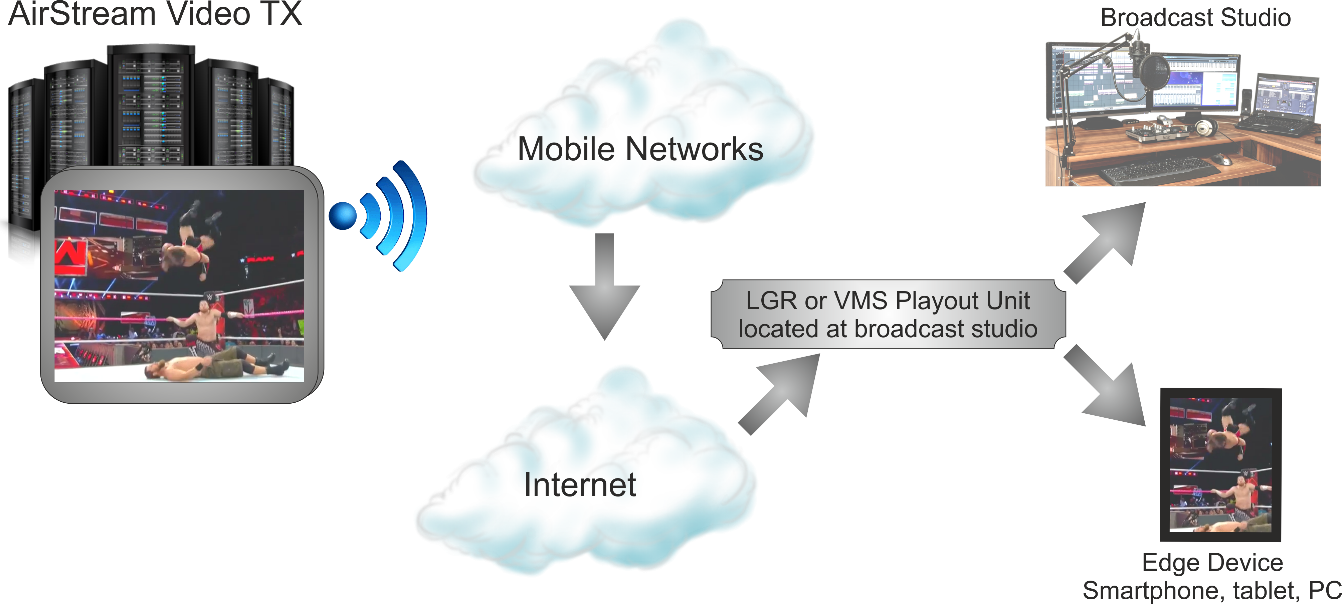 AirStream Video TX
Mobile Networks
Internet
LGR or VMS Playout Unit
located at broadcast studio
Broadcast Studio
Edge Device
Smartphone, tablet, PC